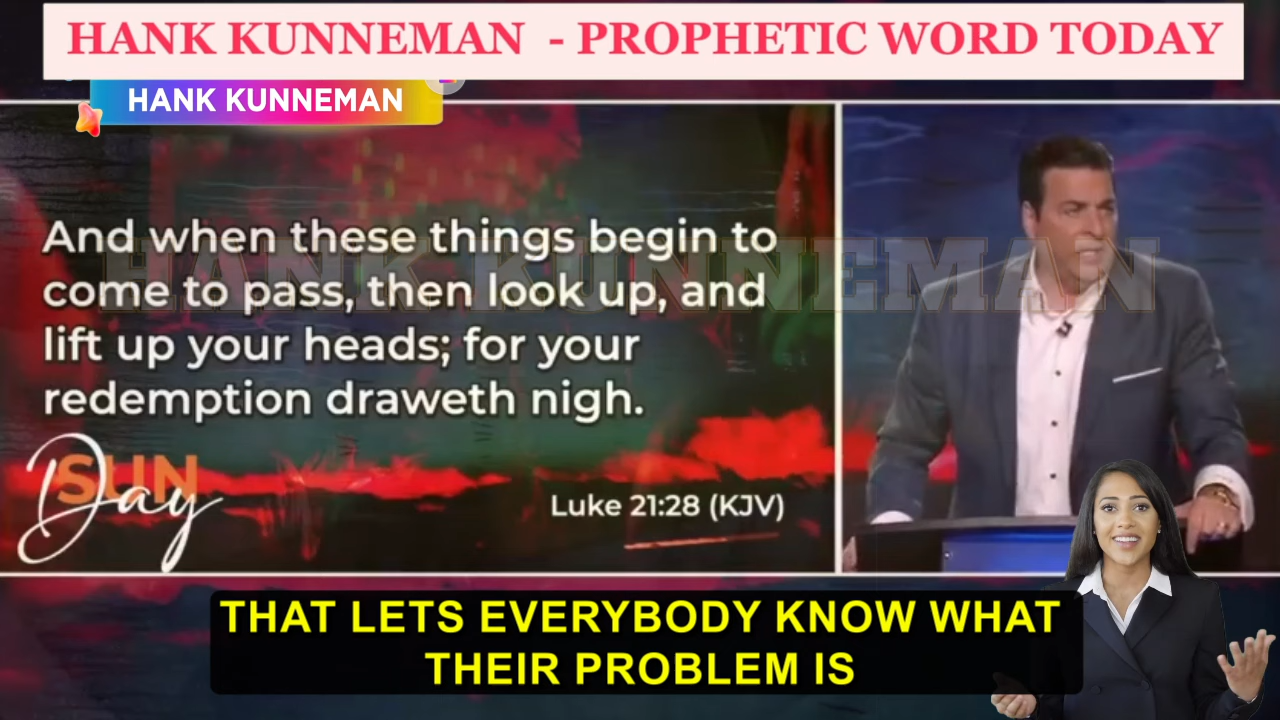 HANK KUNNEMAN - PROPHETIC WORD TODAY
HANK KUNNEMAN
HANK KUNNEMAN
And when these things begin to
come to pass, then look up, and
lift up your heads; for your
redemption draweth nigh.
SUN
Day
Luke 21:28 (KJV)
THAT LETS EVERYBODY KNOW WHAT
THEIR PROBLEM IS